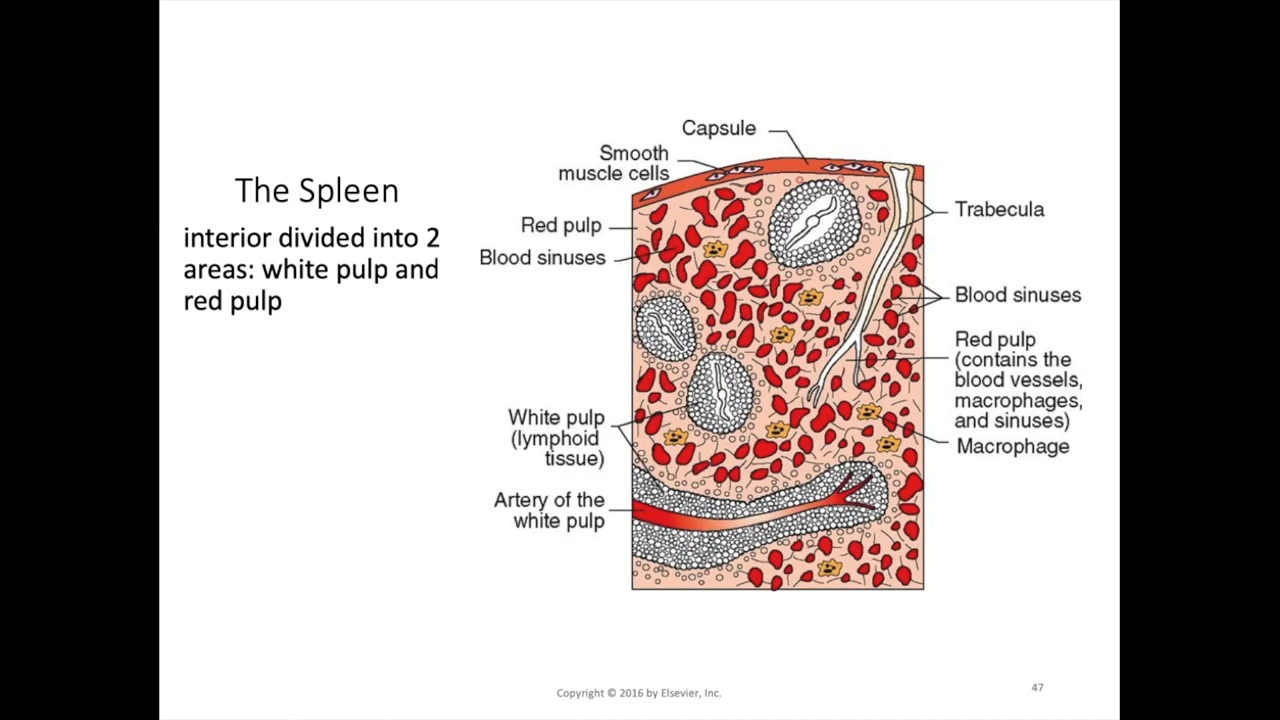 The Spleen
interior divided into 2
areas: white pulp and
red pulp
Capsule
Smooth
muscle cells
Red pulp
Blood sinuses
White pulp
(lymphoid
tissue)
Artery of the
white pulp
Trabecula
Blood sinuses
Red pulp
(contains the
blood vessels,
macrophages,
and sinuses)
Macrophage
Copyright © 2016 by Elsevier, Inc.
47